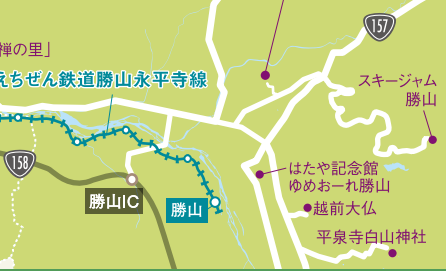 157
禅の里」
スキージャム
勝山
えちぜん鉄道勝山永平寺線
158
はたや記念館
ゆめおーれ勝山
勝山IC
勝山
越前大仏
平泉寺白山神社